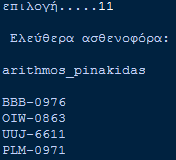 επιλογή.....11
Ελεύθερα ασθενοφόρα:
arithmos_pinakidas
BBB-0976
OIW-0863
UUJ-6611
PLM-0971